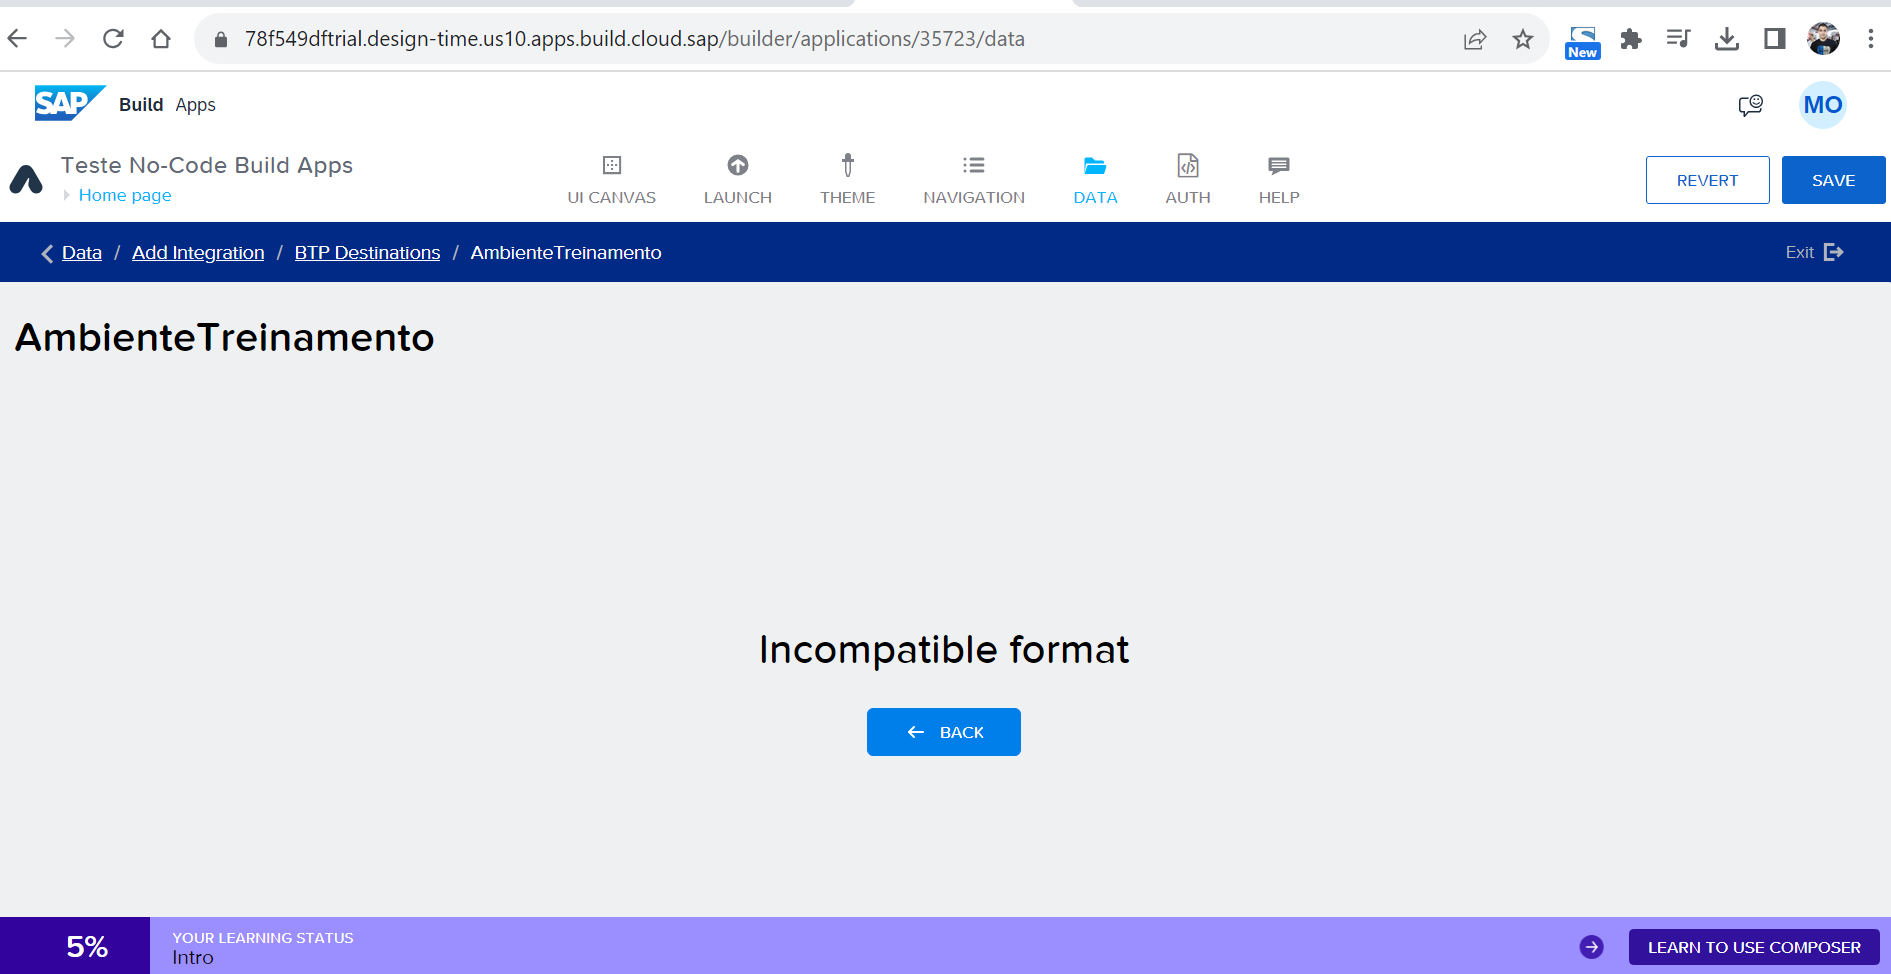 78f549dftrial.design-time.us10.apps.build.cloud.sap/builder/applications/35723/data
New
SAP Build Apps
MO
Teste No-Code Build Apps
Home page
UI CANVAS
LAUNCH
THEME
NAVIGATION
DATA
AUTH
HELP
REVERT
SAVE
Data / Add Integration / BTP Destinations / AmbienteTreinamento
Exit
AmbienteTreinamento
Incompatible format
BACK
5%
YOUR LEARNING STATUS
Intro
LEARN TO USE COMPOSER